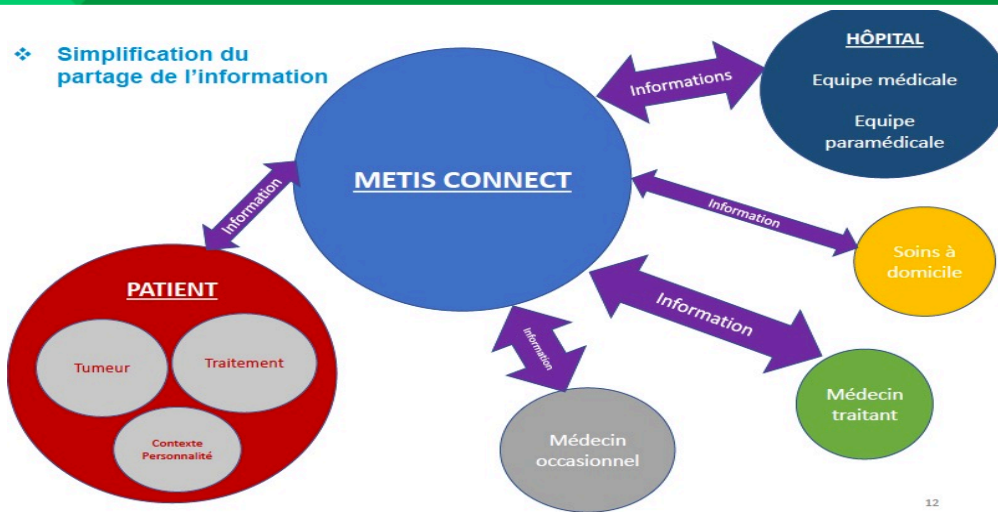 ❖ Simplification du
partage de l'information
METIS CONNECT
Informations
HÔPITAL
Equipe médicale
Equipe
paramédicale
Information
Soins à
domicile
Information
Médecin
traitant
Information
Médecin
occasionnel
Information
PATIENT
Tumeur
Traitement
Contexte
Personnalité
12